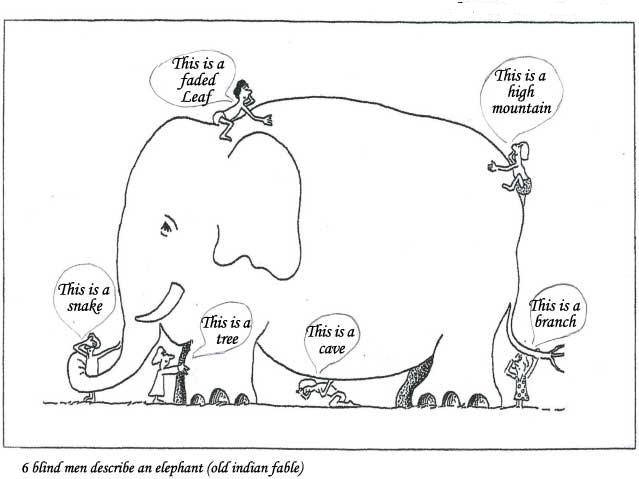 This is a
faded
Leaf
This is a
high
mountain
This is a
snake
This is a
tree
This is a
cave
This is a
branch
6 blind men describe an elephant (old indian fable)